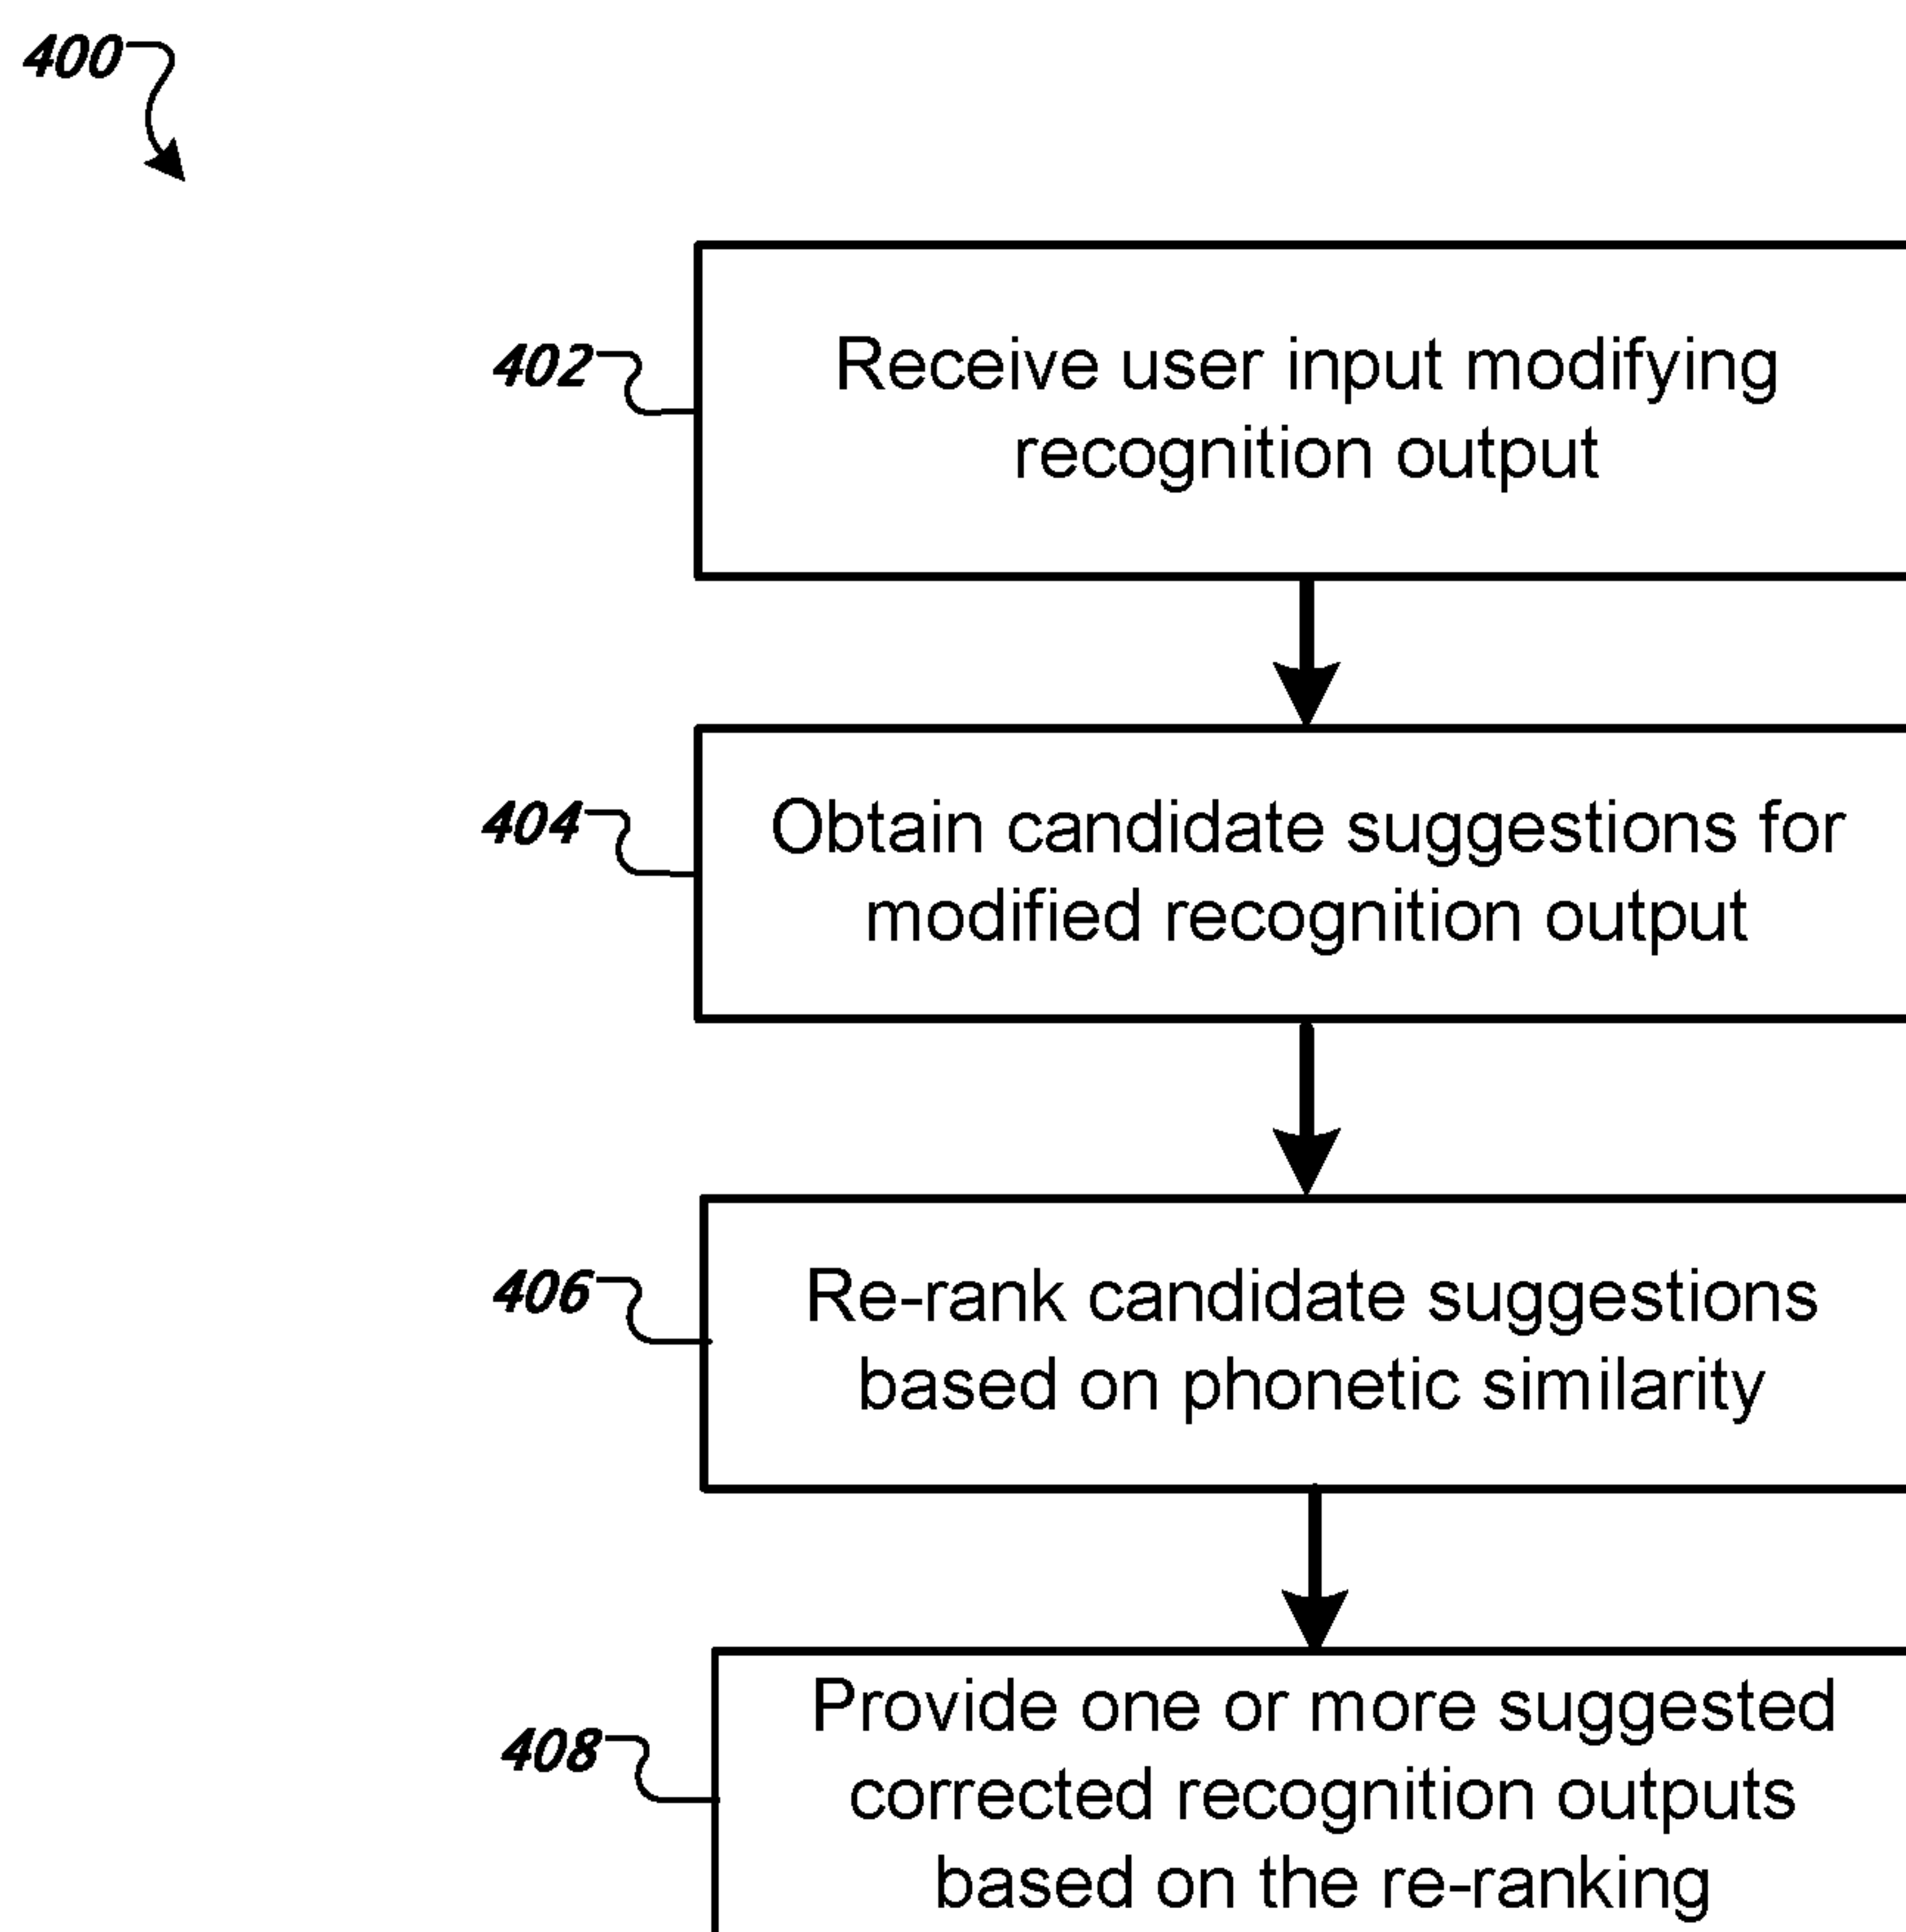 400
402
Receive user input modifying
recognition output
404
Obtain candidate suggestions for
modified recognition output
406
Re-rank candidate suggestions
based on phonetic similarity
408
Provide one or more suggested
corrected recognition outputs
based on the re-ranking